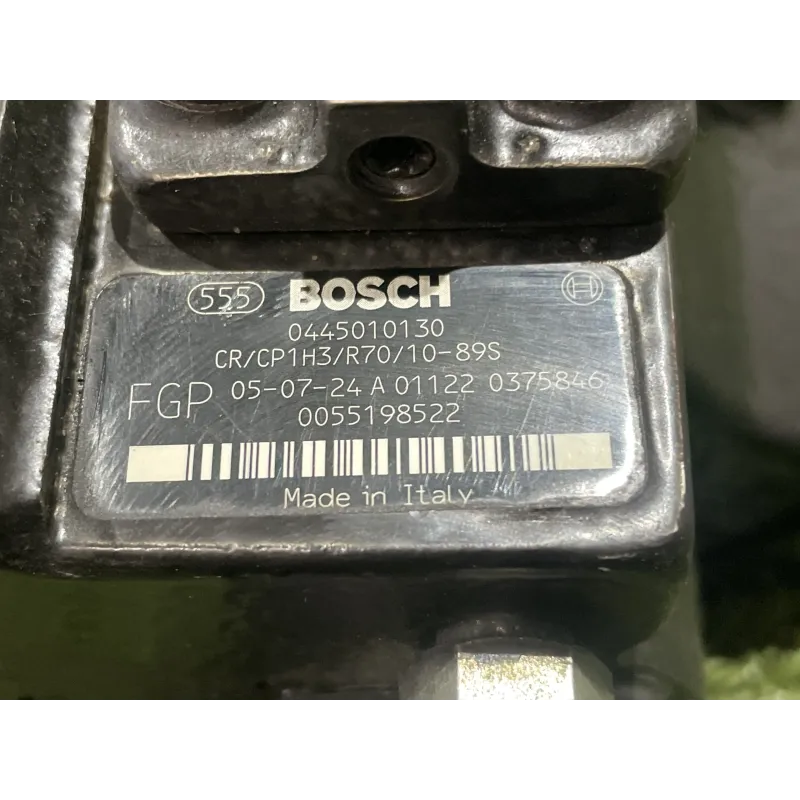 555 BOSCH
0445010130
CR/CP1H3/R70/10-89S
FGP 05-07-24 A 01122 0375846
0055198522
Made in Italy